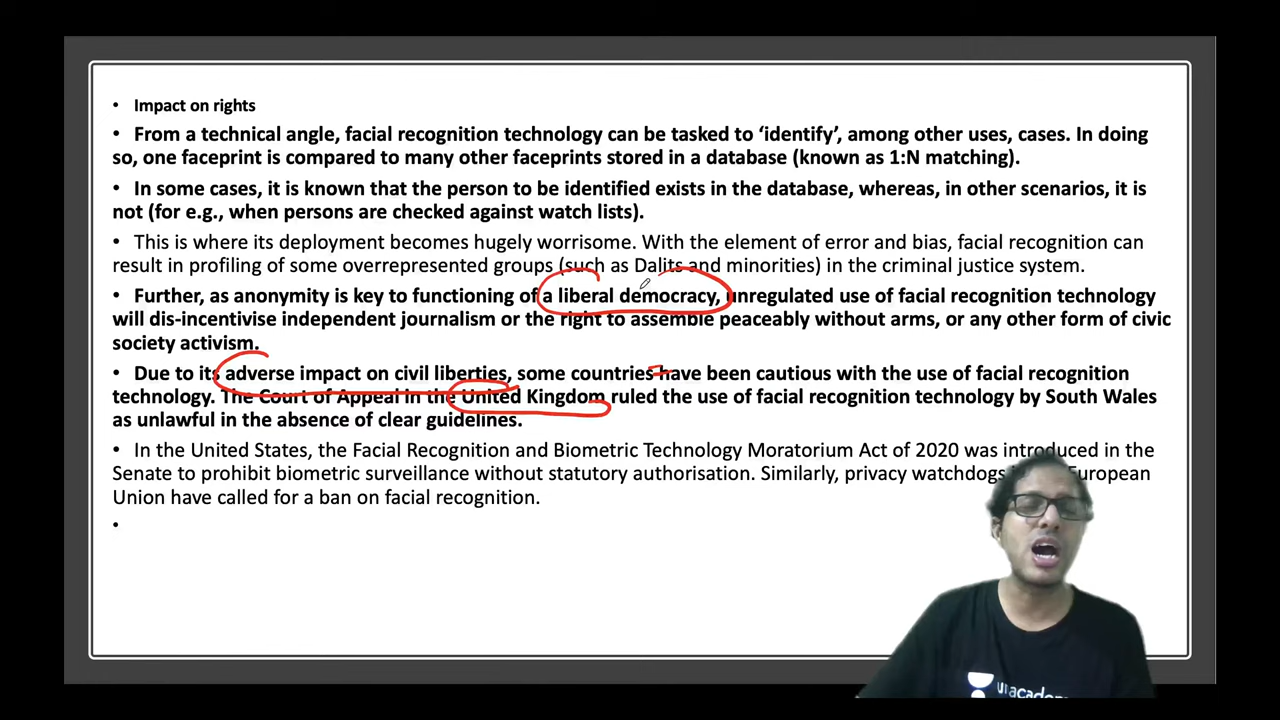 • Impact on rights
• From a technical angle, facial recognition technology can be tasked to ‘identify’, among other uses, cases. In doing
so, one faceprint is compared to many other faceprints stored in a database (known as 1:N matching).
• In some cases, it is known that the person to be identified exists in the database, whereas, in other scenarios, it is
not (for e.g., when persons are checked against watch lists).
• This is where its deployment becomes hugely worrisome. With the element of error and bias, facial recognition can
result in profiling of some overrepresented groups (such as Dalits and minorities) in the criminal justice system.
• Further, as anonymity is key to functioning of a liberal democracy, unregulated use of facial recognition technology
will dis-incentivise independent journalism or the right to assemble peaceably without arms, or any other form of civic
society activism.
• Due to its adverse impact on civil liberties, some countries have been cautious with the use of facial recognition
technology. The Court of Appeal in the United Kingdom ruled the use of facial recognition technology by South Wales
as unlawful in the absence of clear guidelines.
• In the United States, the Facial Recognition and Biometric Technology Moratorium Act of 2020 was introduced in the
Senate to prohibit biometric surveillance without statutory authorisation. Similarly, privacy watchdogs European
Union have called for a ban on facial recognition.
•